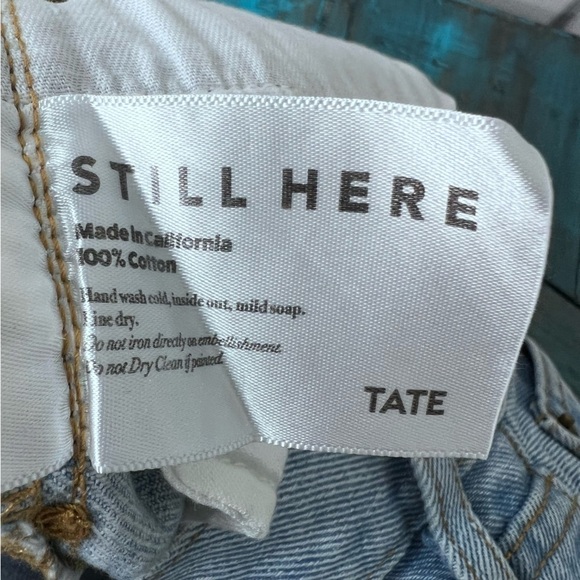 STILL HERE
Made In California
100% Cotton
Hand wash cold, inside out, mild soap.
Line dry.
Do not iron directly on embellishment.
Do not Dry Clean if painted.
TATE